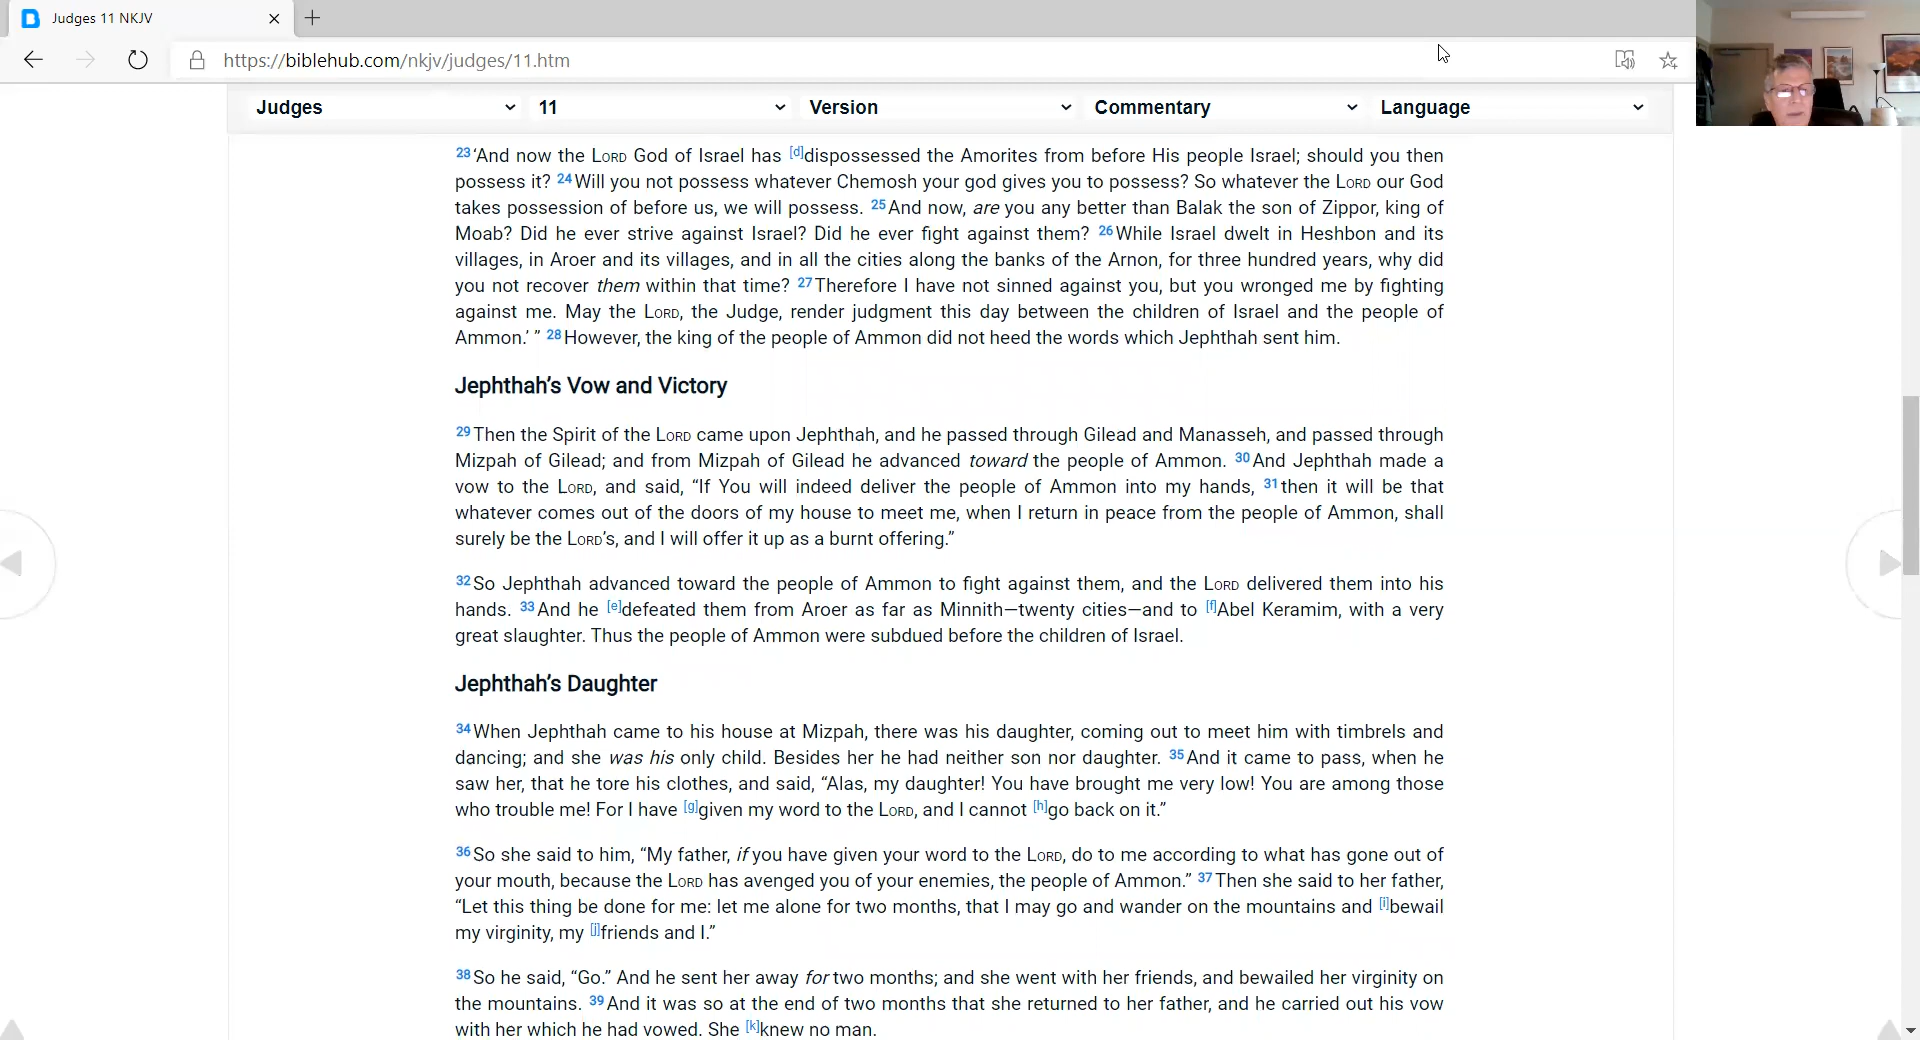 Judges 11 NKJV
https://biblehub.com/nkjv/judges/11.htm
Judges 11 Version Commentary Language
23 ‘And now the LORD God of Israel has [d]dispossessed the Amorites from before His people Israel; should you then
possess it? 24 Will you not possess whatever Chemosh your god gives you to possess? So whatever the LORD our God
takes possession of before us, we will possess. 25 And now, are you any better than Balak the son of Zippor, king of
Moab? Did he ever strive against Israel? Did he ever fight against them? 26 While Israel dwelt in Heshbon and its
villages, in Aroer and its villages, and in all the cities along the banks of the Arnon, for three hundred years, why did
you not recover them within that time? 27 Therefore I have not sinned against you, but you wronged me by fighting
against me. May the LORD, the Judge, render judgment this day between the children of Israel and the people of
Ammon.’ ” 28 However, the king of the people of Ammon did not heed the words which Jephthah sent him.
Jephthah’s Vow and Victory
29 Then the Spirit of the LORD came upon Jephthah, and he passed through Gilead and Manasseh, and passed through
Mizpah of Gilead; and from Mizpah of Gilead he advanced toward the people of Ammon. 30 And Jephthah made a
vow to the LORD, and said, “If You will indeed deliver the people of Ammon into my hands, 31 then it will be that
whatever comes out of the doors of my house to meet me, when I return in peace from the people of Ammon, shall
surely be the LORD’s, and I will offer it up as a burnt offering.”
32 So Jephthah advanced toward the people of Ammon to fight against them, and the LORD delivered them into his
hands. 33 And he [e]defeated them from Aroer as far as Minnith—twenty cities—and to [f]Abel Keramim, with a very
great slaughter. Thus the people of Ammon were subdued before the children of Israel.
Jephthah’s Daughter
34 When Jephthah came to his house at Mizpah, there was his daughter, coming out to meet him with timbrels and
dancing; and she was his only child. Besides her he had neither son nor daughter. 35 And it came to pass, when he
saw her, that he tore his clothes, and said, “Alas, my daughter! You have brought me very low! You are among those
who trouble me! For I have [g]given my word to the LORD, and I cannot [h]go back on it.”
36 So she said to him, “My father, if you have given your word to the LORD, do to me according to what has gone out of
your mouth, because the LORD has avenged you of your enemies, the people of Ammon.” 37 Then she said to her father,
“Let this thing be done for me: let me alone for two months, that I may go and wander on the mountains and [i]bewail
my virginity, my [j]friends and I.”
38 So he said, “Go.” And he sent her away for two months; and she went with her friends, and bewailed her virginity on
the mountains. 39 And it was so at the end of two months that she returned to her father, and he carried out his vow
with her which he had vowed. She [k]knew no man.